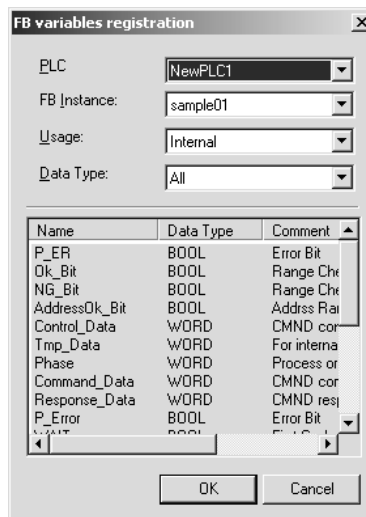 FB variables registration
PLC NewPLC1
FB Instance: sample01
Usage: Internal
Data Type: All
Name Data Type Comment
P_ER BOOL Error Bit
Ok_Bit BOOL Range Che
NG_Bit BOOL Range Che
AddressOk_Bit BOOL Addrss Rar
Control_Data WORD CMND cor
Tmp_Data WORD For interna
Phase WORD Process or
Command_Data WORD CMND cor
Response_Data WORD CMND resp
P_Error BOOL Error Bit
OK Cancel